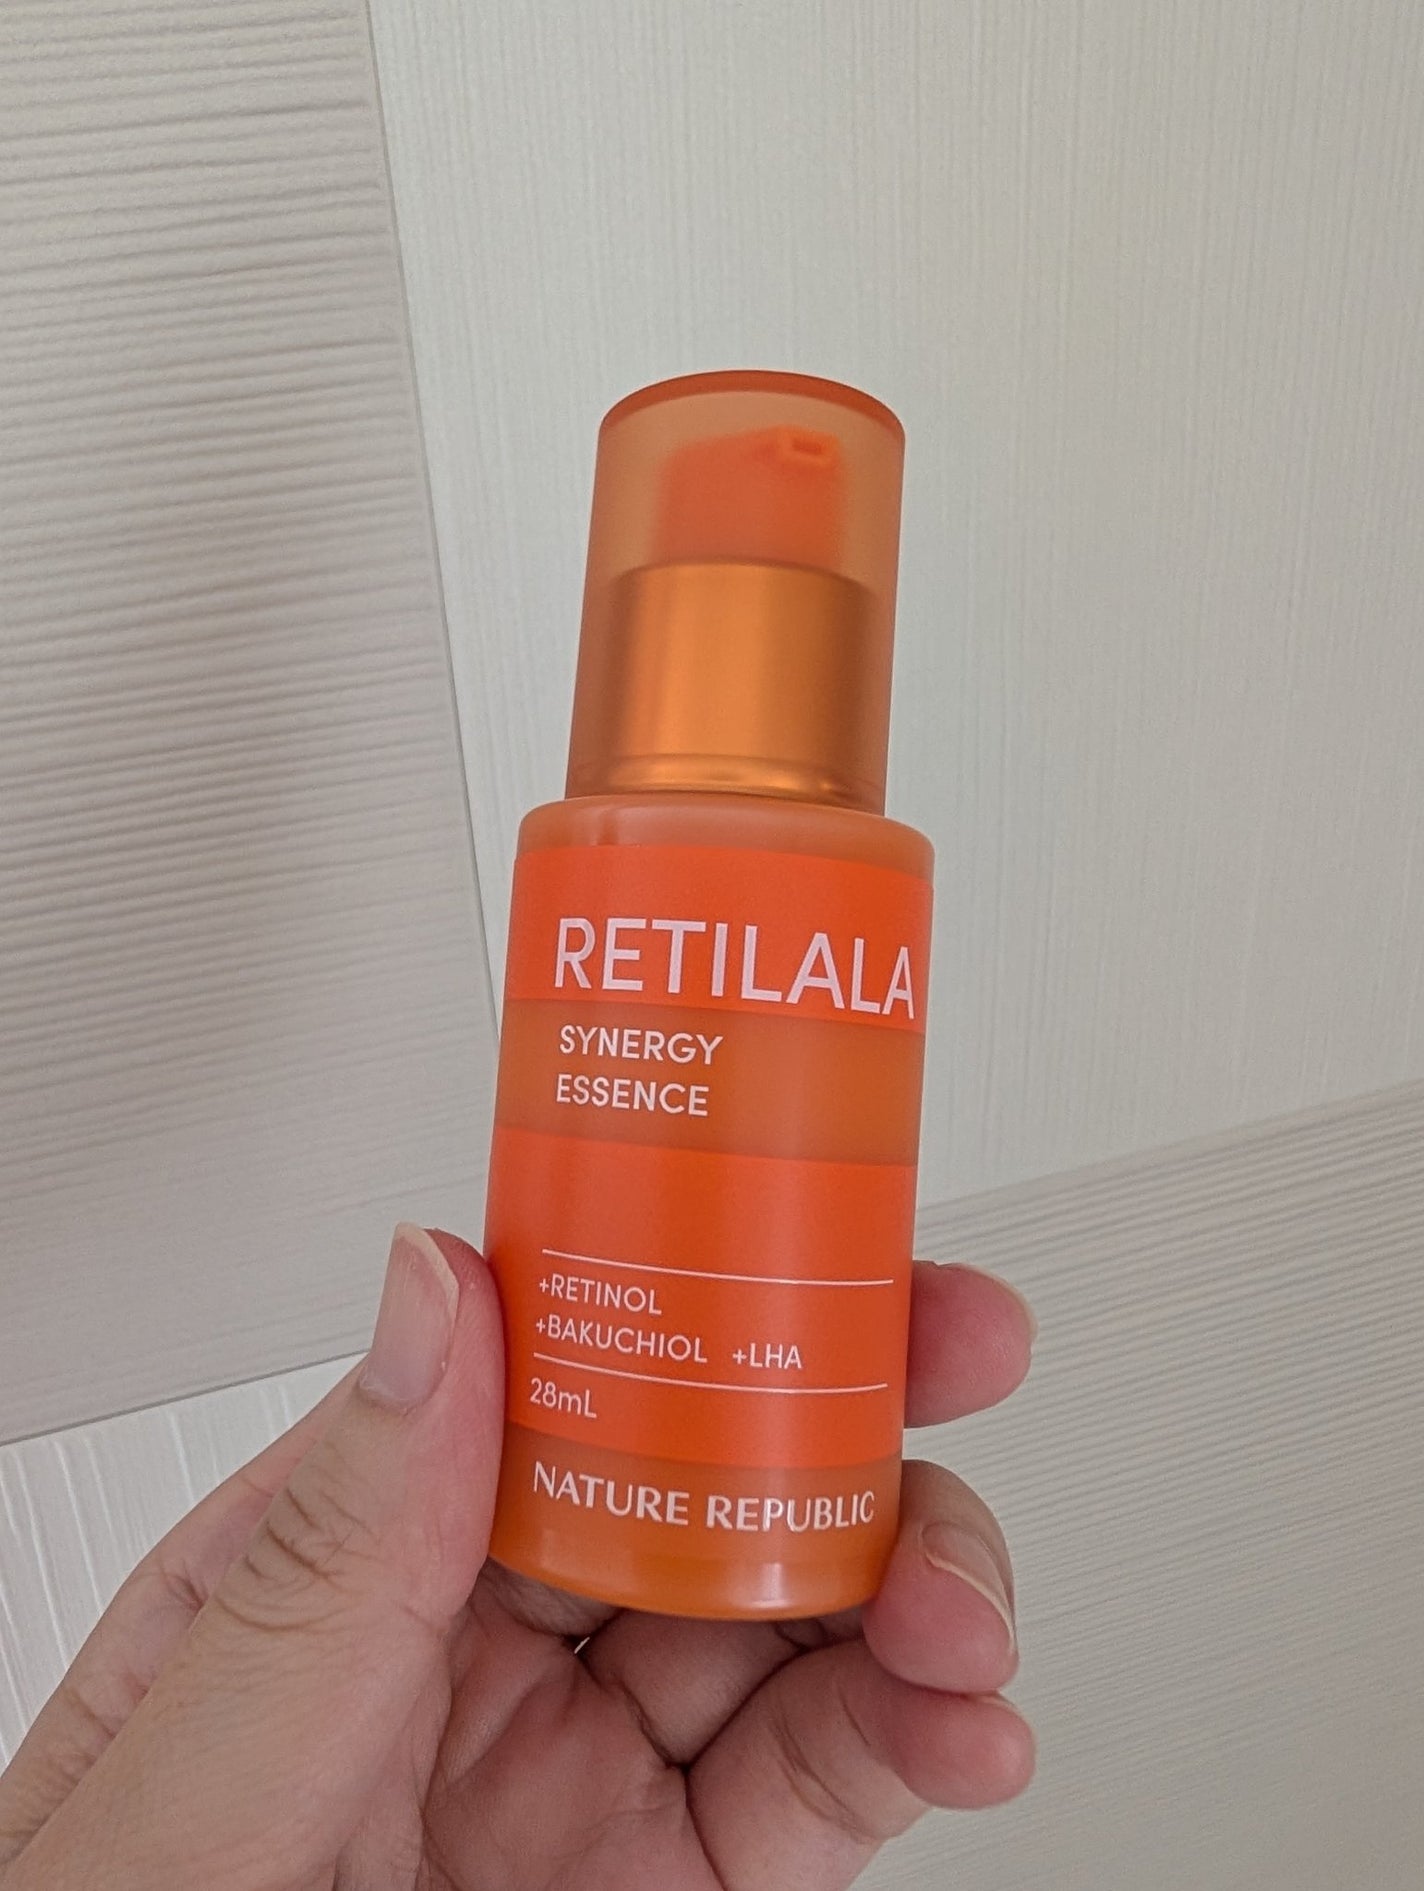 RETILALA
SYNERGY
ESSENCE
+RETINOL
+BAKUCHIOL +LHA
28mL
NATURE REPUBLIC